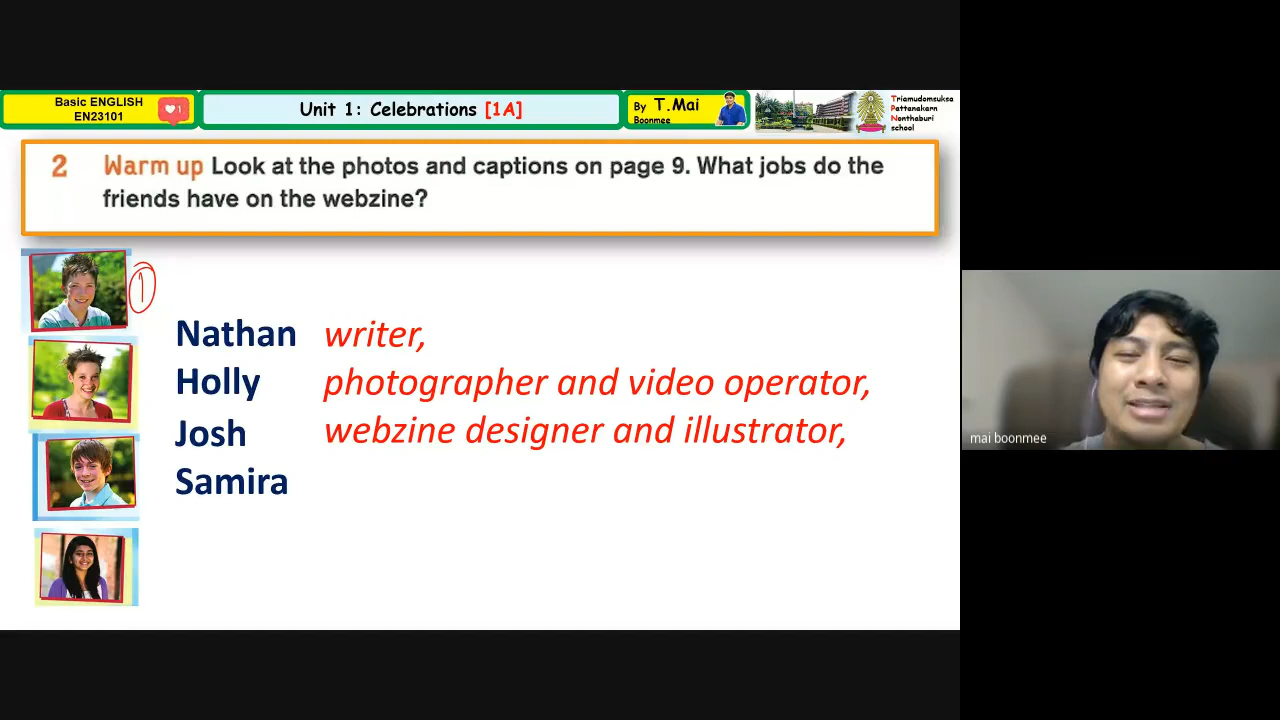 Basic ENGLISH
EN23101
1
Unit 1: Celebrations [1A]
By T.Mai
Boonmee
Triamudomsuksa
Pattanakarn
Nonthaburi
school
2 Warm up Look at the photos and captions on page 9. What jobs do the
friends have on the webzine?
1
Nathan writer,
Holly photographer and video operator,
Josh webzine designer and illustrator,
Samira
mai boonmee